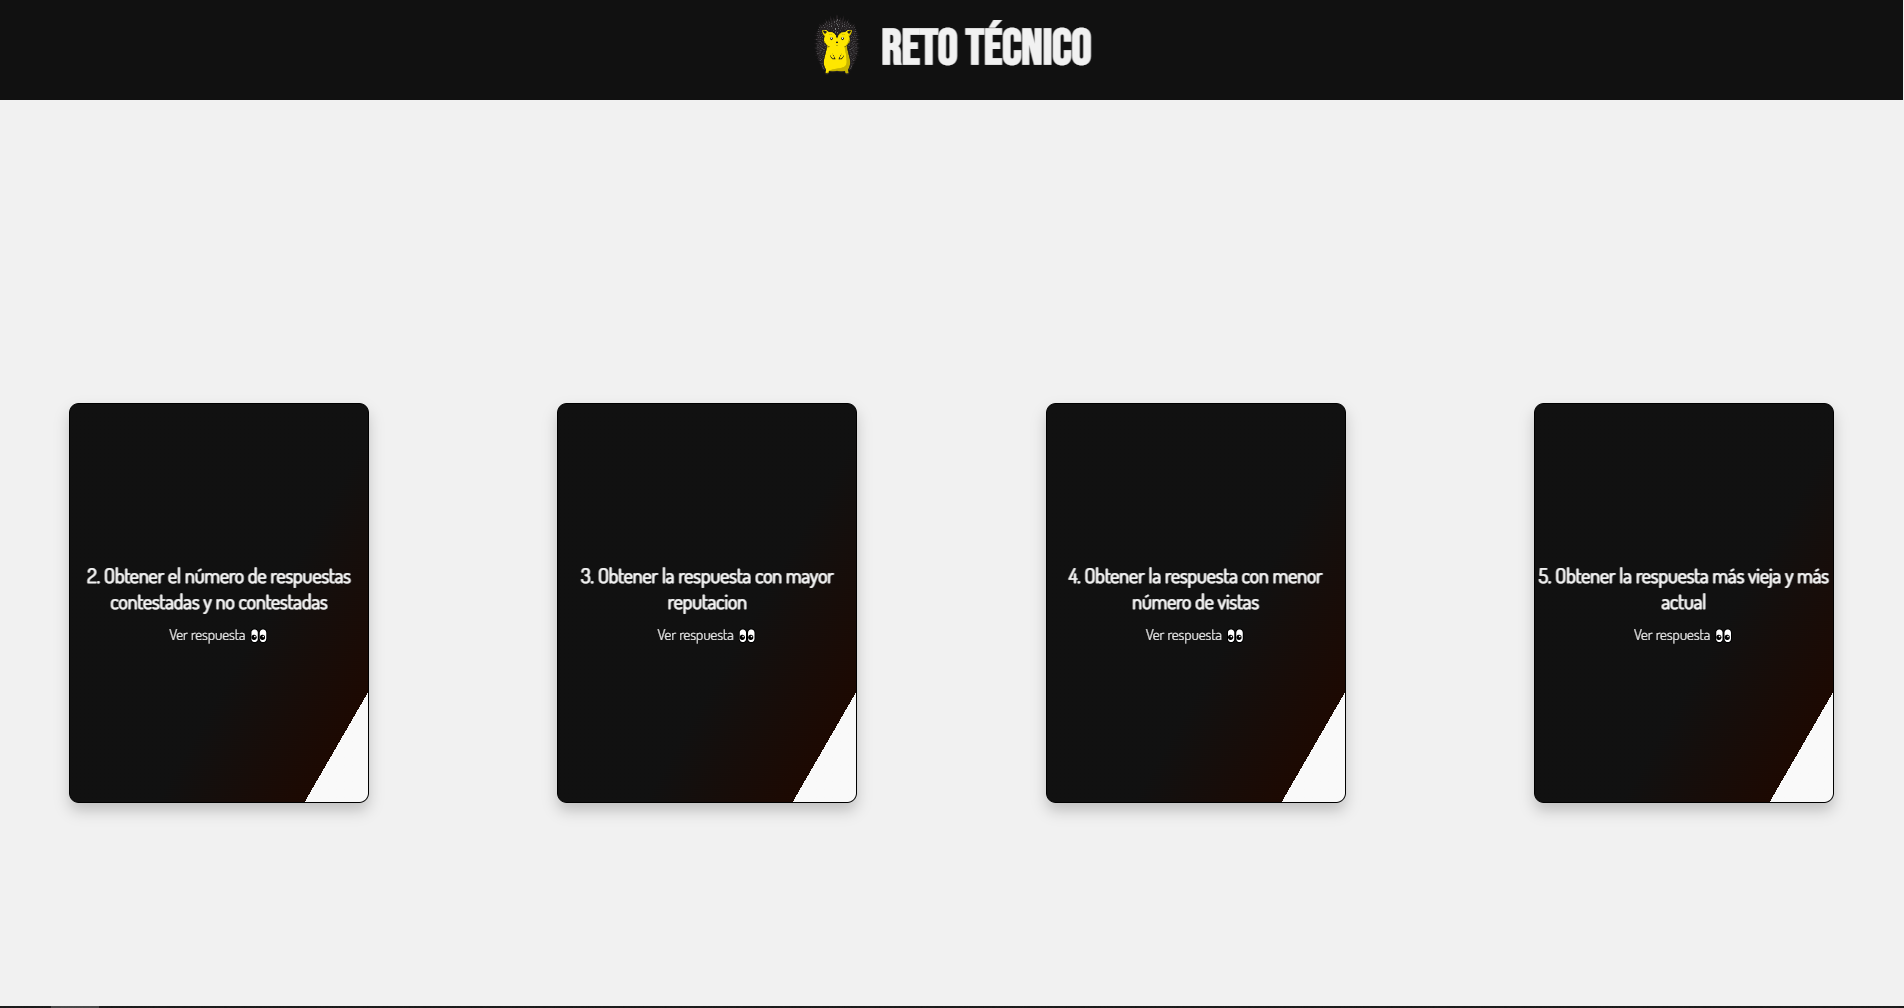 RETO TÉCNICO
2. Obtener el número de respuestas
contestadas y no contestadas
Ver respuesta 👀
3. Obtener la respuesta con mayor
reputacion
Ver respuesta 👀
4. Obtener la respuesta con menor
número de vistas
Ver respuesta 👀
5. Obtener la respuesta más vieja y más
actual
Ver respuesta 👀